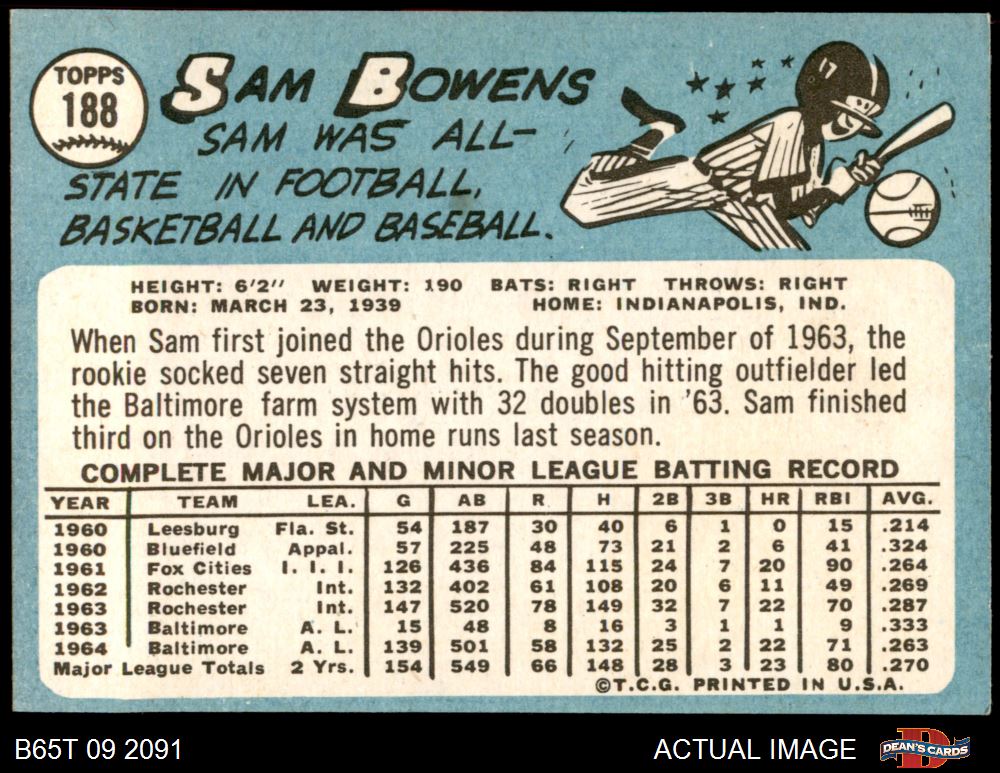 TOPPS
188
SAM BOWENS
SAM WAS ALL-
STATE IN FOOTBALL,
BASKETBALL AND BASEBALL.
17
HEIGHT: 6'2" WEIGHT: 190 BATS: RIGHT THROWS: RIGHT
BORN: MARCH 23, 1939 HOME: INDIANAPOLIS, IND.
When Sam first joined the Orioles during September of 1963, the
rookie socked seven straight hits. The good hitting outfielder led
the Baltimore farm system with 32 doubles in '63. Sam finished
third on the Orioles in home runs last season.
COMPLETE MAJOR AND MINOR LEAGUE BATTING RECORD
YEAR TEAM LEA. G AB R H 2B 3B HR RBI AVG.
1960 Leesburg Fla. St. 54 187 30 40 6 1 0 15 .214
1960 Bluefield Appal. 57 225 48 73 21 2 6 41 .324
1961 Fox Cities I. I. I. 126 436 84 115 24 7 20 90 .264
1962 Rochester Int. 132 402 61 108 20 6 11 49 .269
1963 Rochester Int. 147 520 78 149 32 7 22 70 .287
1963 Baltimore A. L. 15 48 8 16 3 1 1 9 .333
1964 Baltimore A. L. 139 501 58 132 25 2 22 71 .263
Major League Totals 2 Yrs. 154 549 66 148 28 3 23 80 .270
©T.C.G. PRINTED IN U.S.A.
B65T 09 2091 ACTUAL IMAGE DEAN'S CARDS